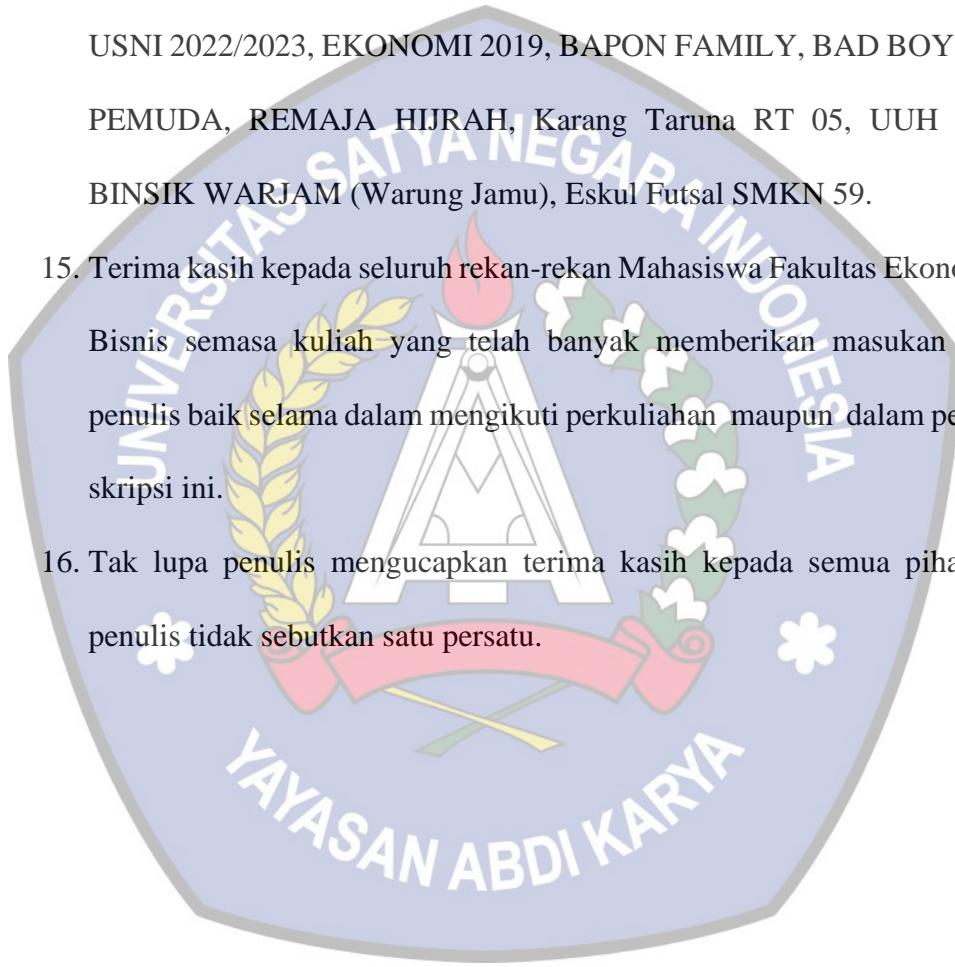 USNI 2022/2023, EKONOMI 2019, BAPON FAMILY, BAD BOY
PEMUDA, REMAJA HIJRAH, Karang Taruna RT 05, UUH
BINSIK WARJAM (Warung Jamu), Eskul Futsal SMKN 59.
15. Terima kasih kepada seluruh rekan-rekan Mahasiswa Fakultas Ekono
Bisnis semasa kuliah yang telah banyak memberikan masukan
penulis baik selama dalam mengikuti perkuliahan maupun dalam pe
skripsi ini.
16. Tak lupa penulis mengucapkan terima kasih kepada semua piha
penulis tidak sebutkan satu persatu.
UNIVERSITAS SATYA NEGARA INDONESIA
YAYASAN ABDI KARYA